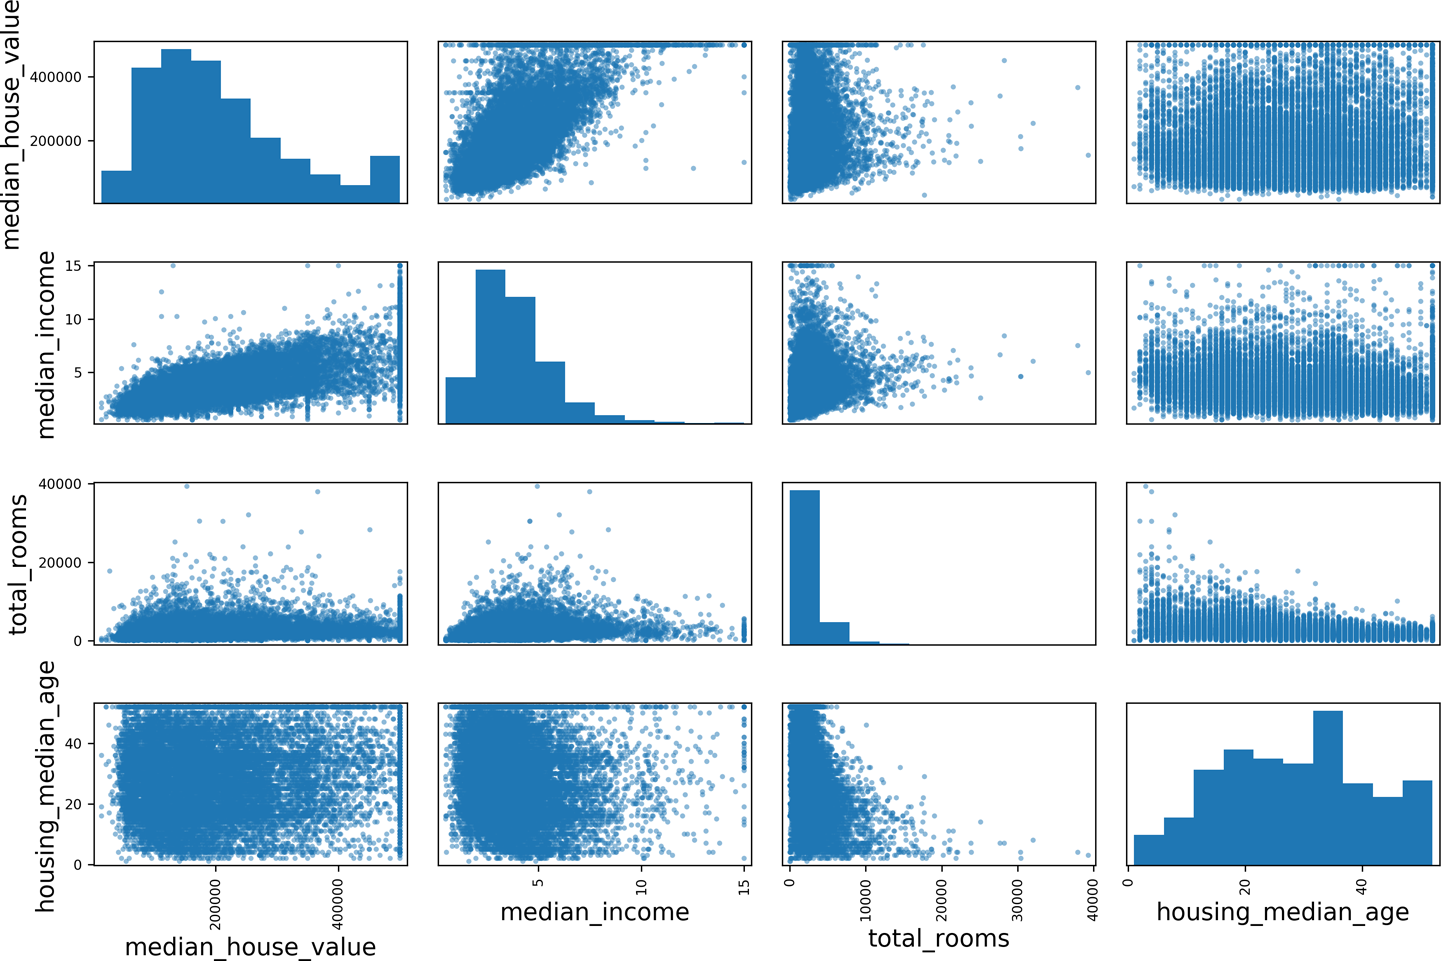 median_house_value
400000
200000
median_income
15
10
5
total_rooms
40000
20000
0
housing_median_age
40
20
0
200000 400000
median_house_value
5 10 15
median_income
0 10000 20000 30000 40000
total_rooms
0 20 40
housing_median_age